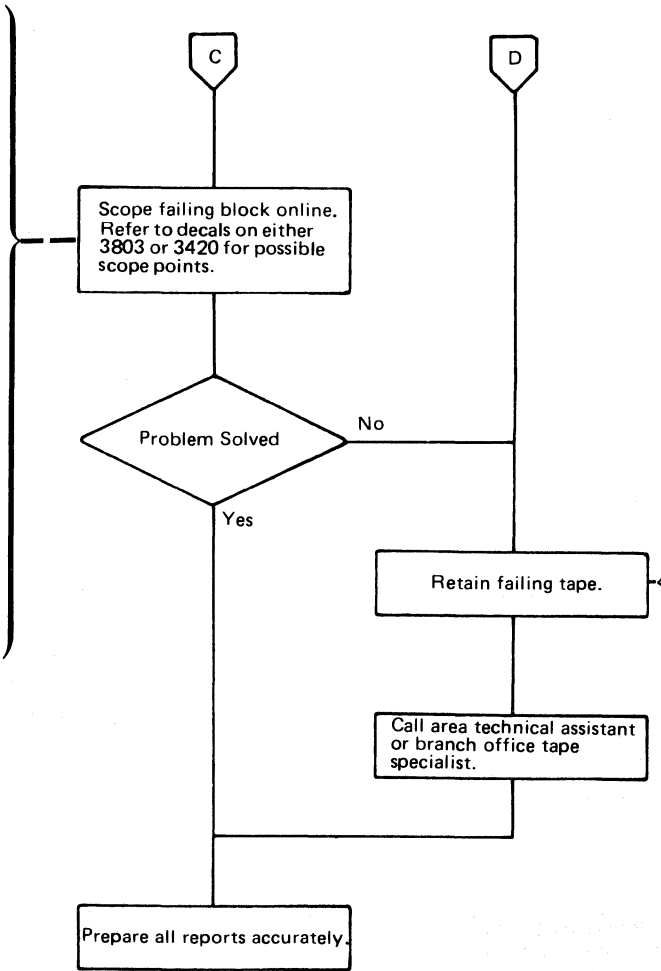 C
D
Scope failing block online.
Refer to decals on either
3803 or 3420 for possible
scope points.
Problem Solved
No
Yes
Retain failing tape.
Call area technical assistant
or branch office tape
specialist.
Prepare all reports accurately.